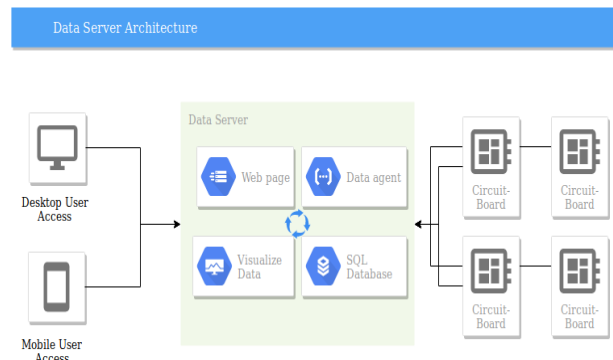 Data Server Architecture
Data Server
Web page
Data agent
Visualize
Data
SQL
Database
Desktop User
Access
Mobile User
Access
Circuit-
Board
Circuit-
Board
Circuit-
Board
Circuit-
Board